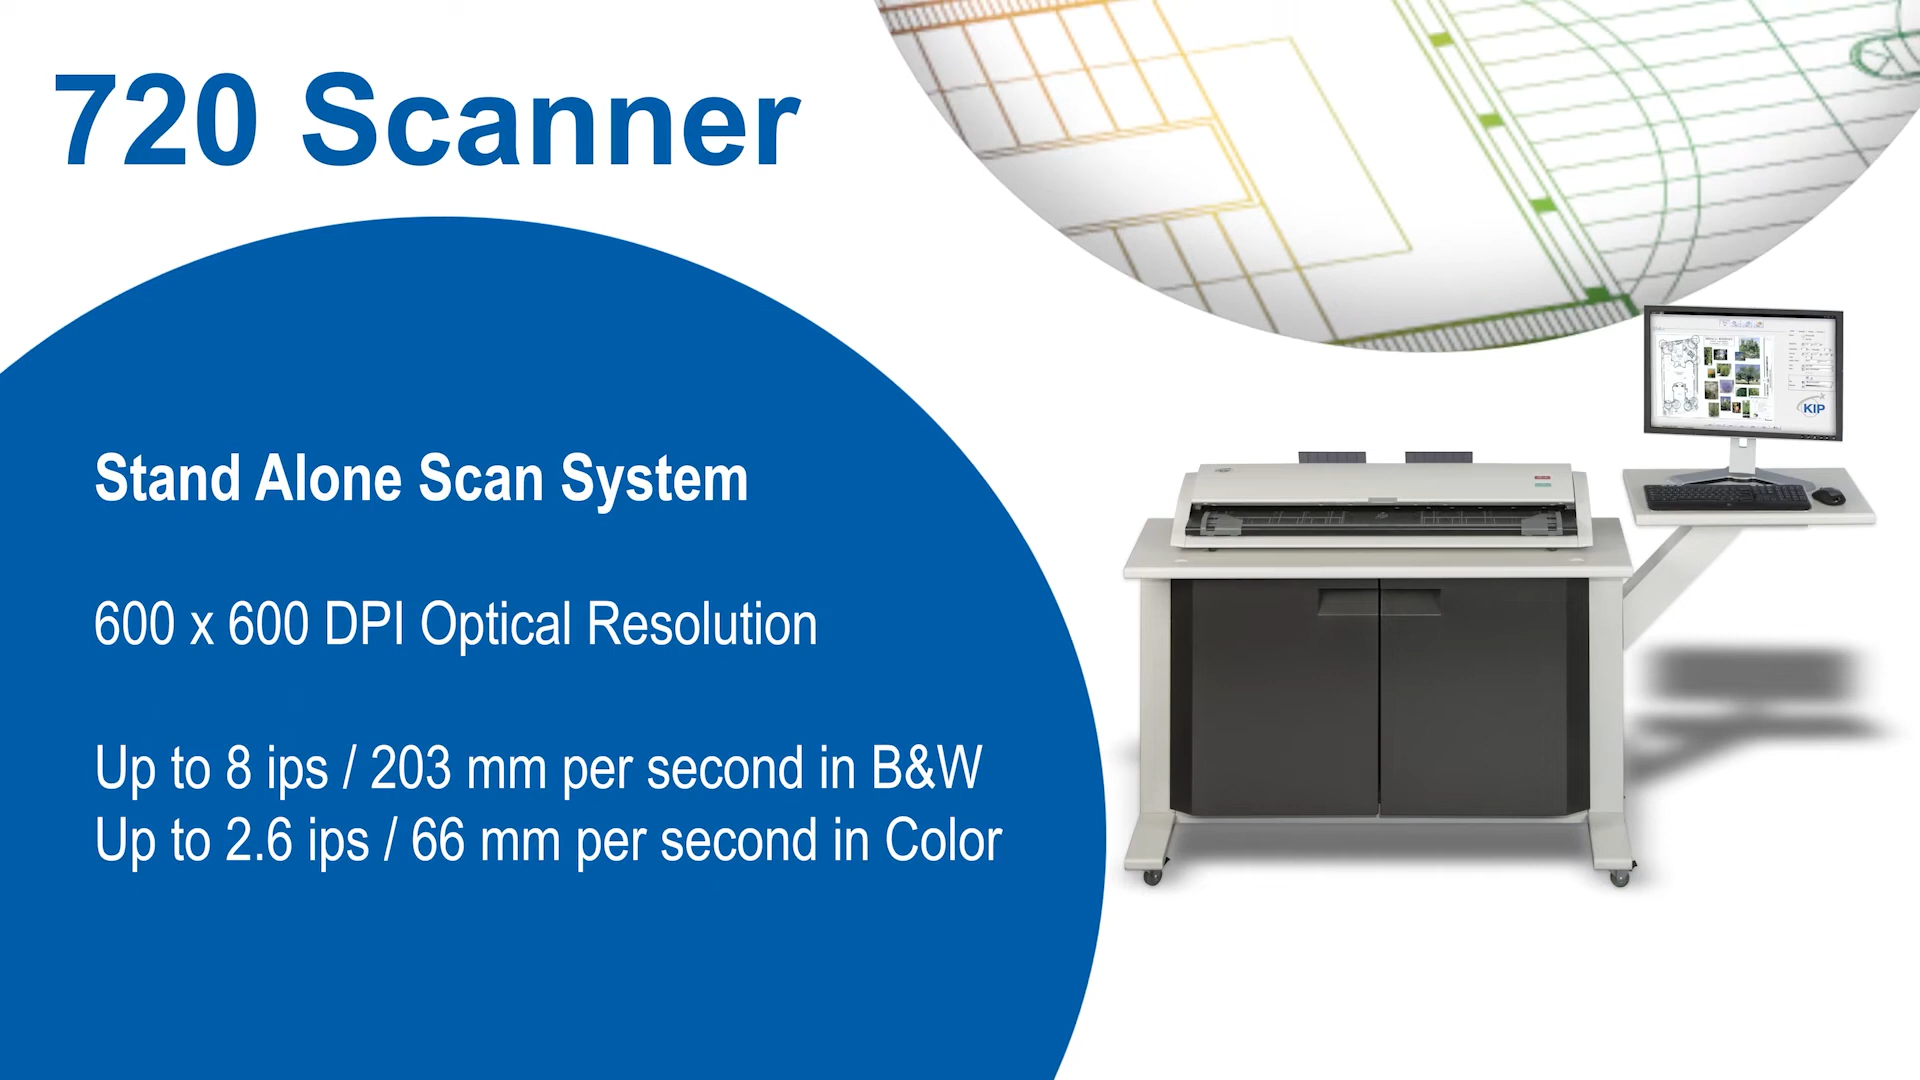 720 Scanner
Stand Alone Scan System
600 x 600 DPI Optical Resolution
Up to 8 ips / 203 mm per second in B&W
Up to 2.6 ips / 66 mm per second in Color
KIP